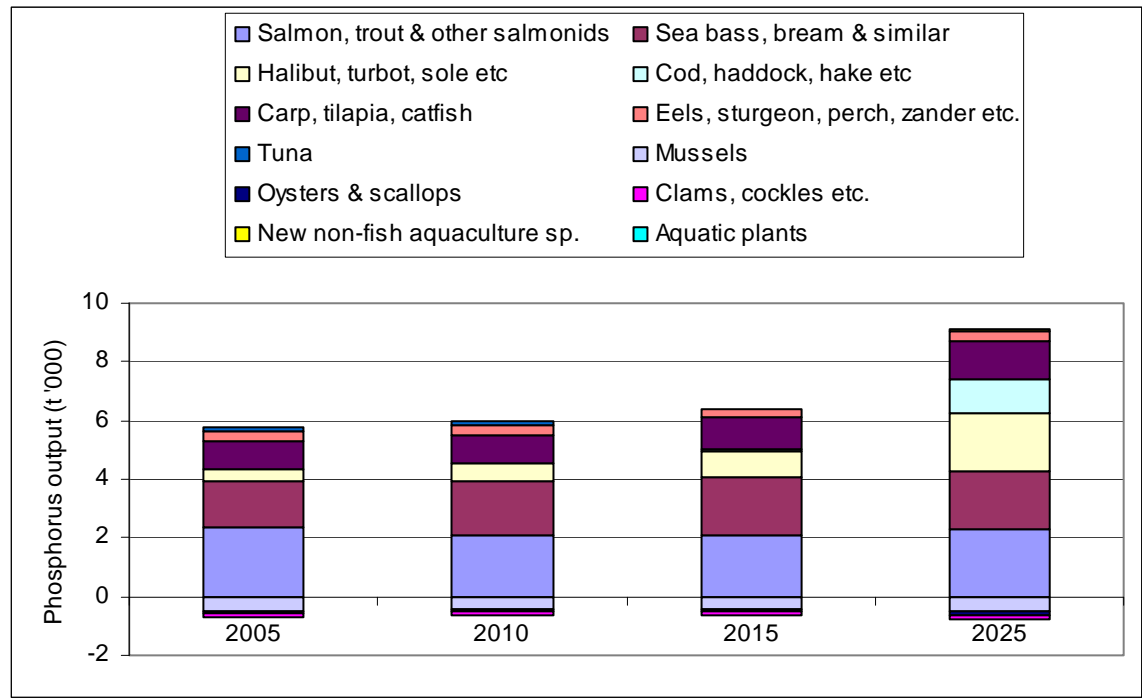 Salmon, trout & other salmonids
Sea bass, bream & similar
Halibut, turbot, sole etc
Cod, haddock, hake etc
Carp, tilapia, catfish
Eels, sturgeon, perch, zander etc.
Tuna
Mussels
Oysters & scallops
Clams, cockles etc.
New non-fish aquaculture sp.
Aquatic plants
Phosphorus output (t '000)
10
8
6
4
2
0
-2
2005
2010
2015
2025